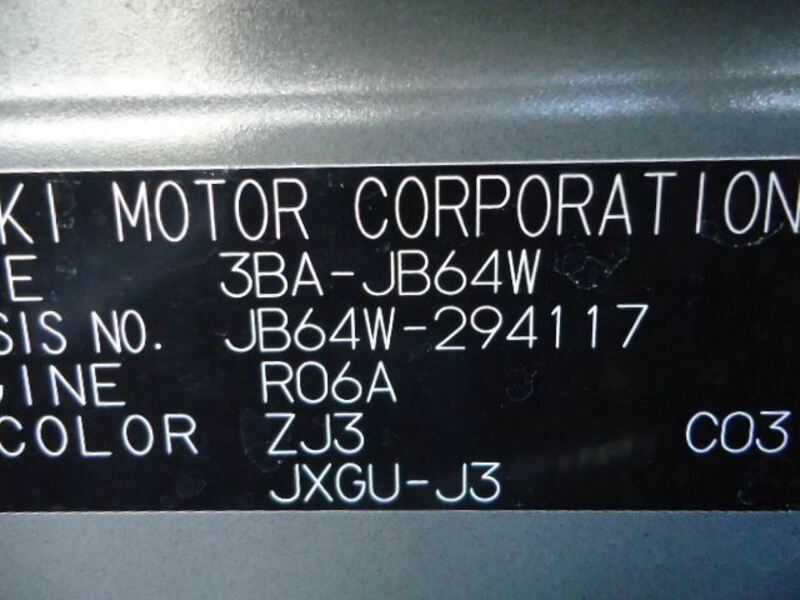 KI MOTOR CORPORATION
E 3BA-JB64W
SIS NO. JB64W-294117
GINE R06A
COLOR ZJ3 C03
JXGU-J3